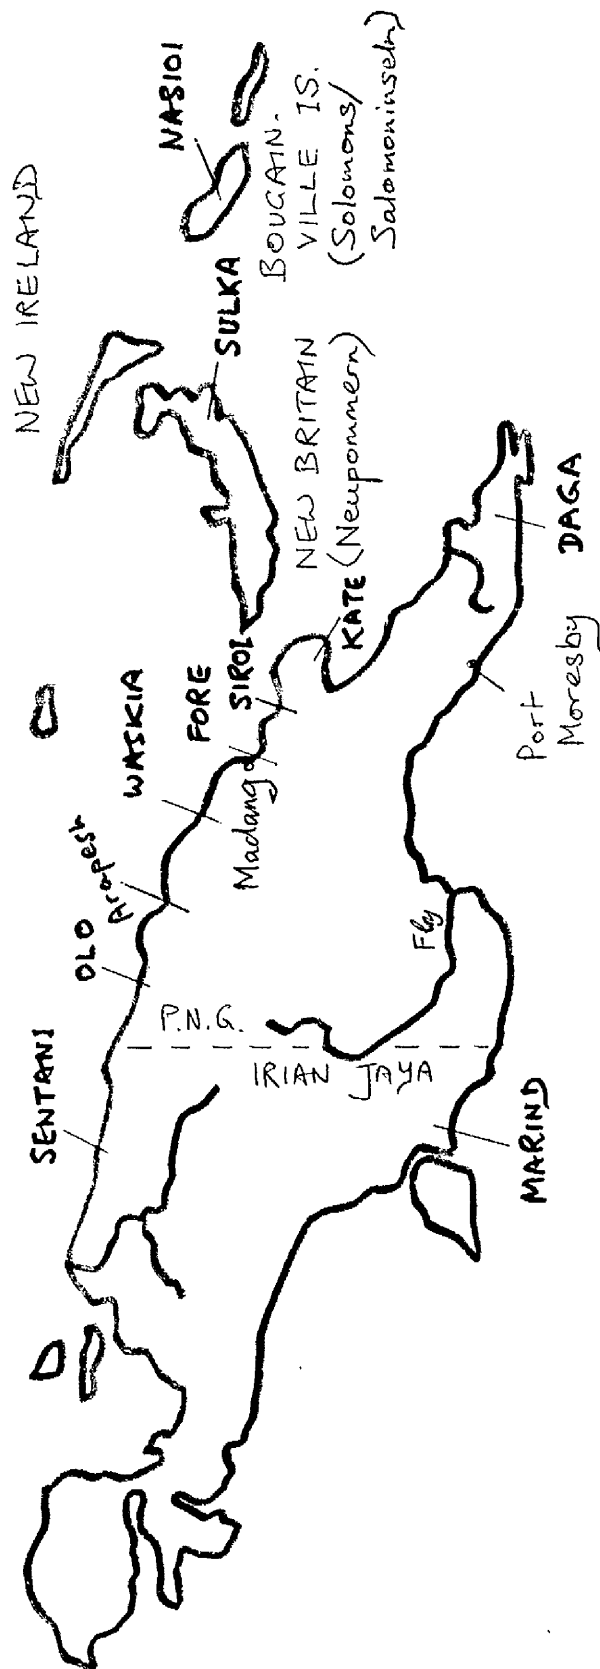 NEW IRELAND
NASIOI
BOUGAIN-
VILLE IS.
(Solomons/
Salomoninseln)
SULKA
NEW BRITAIN
(Neupommern)
KATE
SIROI
FORE
WASKIA
Madang
Arapesh
OLO
SENTANI
P.N.G.
IRIAN JAYA
Fly
MARIND
Port
Moresby
DAGA